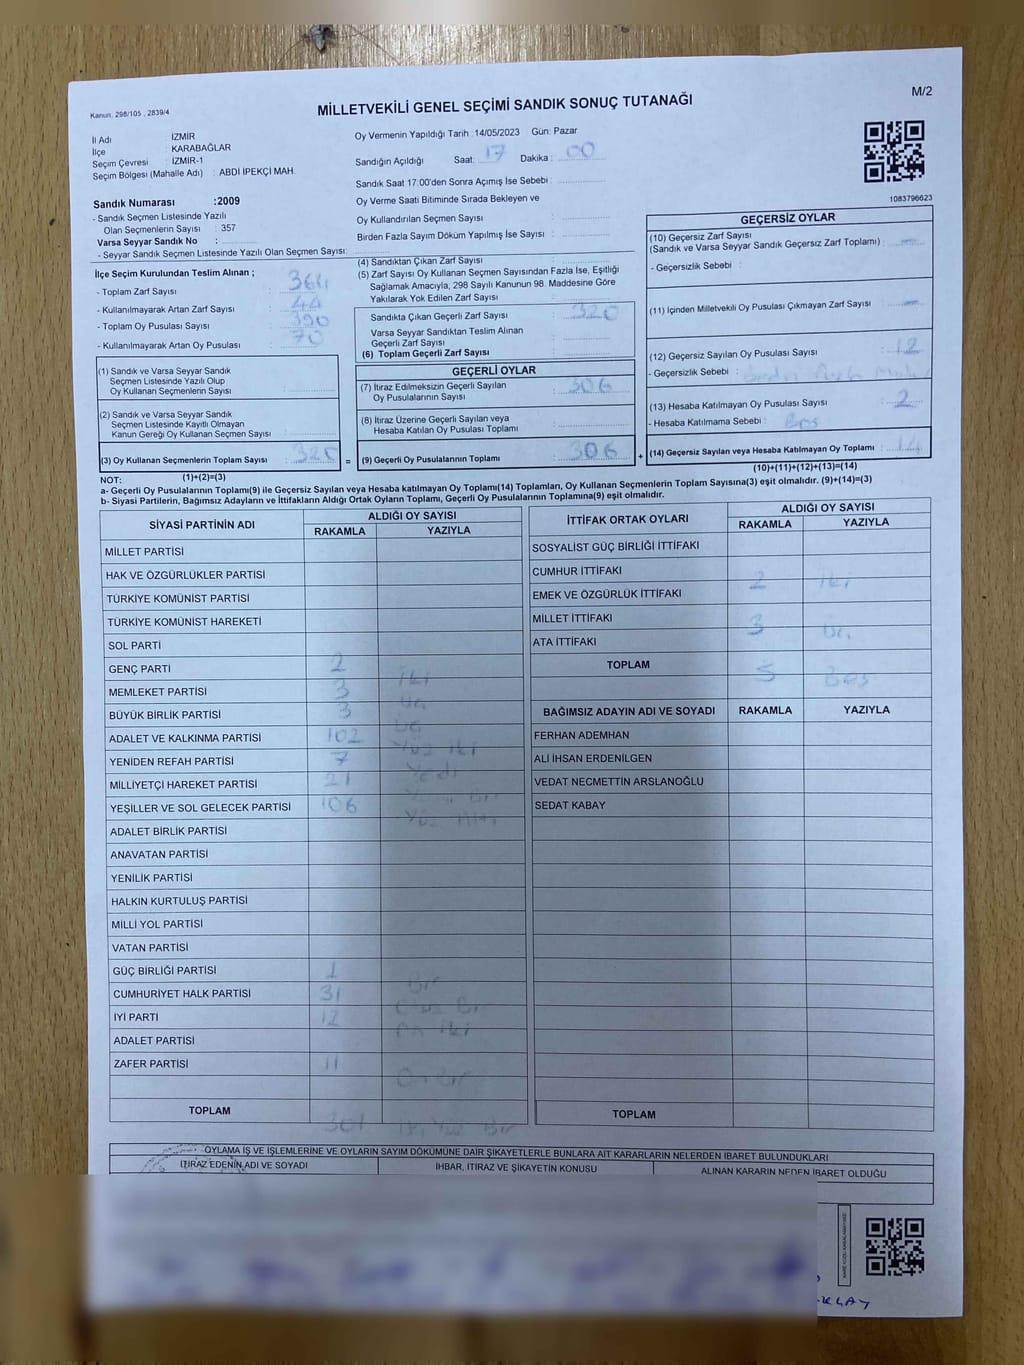 Kanun: 298/105 , 2839/4
MİLLETVEKİLİ GENEL SEÇİMİ SANDIK SONUÇ TUTANAĞI
M/2
İl Adı : İZMİR
İlçe : KARABAĞLAR
Seçim Çevresi : İZMİR-1
Seçim Bölgesi (Mahalle Adı) : ABDİ İPEKÇİ MAH.
Sandık Numarası :2009
- Sandık Seçmen Listesinde Yazılı
Olan Seçmenlerin Sayısı : 357
Varsa Seyyar Sandık No :
- Seyyar Sandık Seçmen Listesinde Yazılı Olan Seçmen Sayısı:
Oy Vermenin Yapıldığı Tarih :14/05/2023 Gün: Pazar
Sandığın Açıldığı Saat: 17 Dakika : 00
Sandık Saat 17:00'den Sonra Açımış İse Sebebi :
Oy Verme Saati Bitiminde Sırada Bekleyen ve
Oy Kullandırılan Seçmen Sayısı :
Birden Fazla Sayım Döküm Yapılmış İse Sayısı :
1083796623
İlçe Seçim Kurulundan Teslim Alınan ;
- Toplam Zarf Sayısı : 364
- Kullanılmayarak Artan Zarf Sayısı : 44
- Toplam Oy Pusulası Sayısı : 390
- Kullanılmayarak Artan Oy Pusulası : 70
(1) Sandık ve Varsa Seyyar Sandık
Seçmen Listesinde Yazılı Olup
Oy Kullanan Seçmenlerin Sayısı :
(2) Sandık ve Varsa Seyyar Sandık
Seçmen Listesinde Kayıtlı Olmayan
Kanun Gereği Oy Kullanan Seçmen Sayısı :
(3) Oy Kullanan Seçmenlerin Toplam Sayısı : 320 =
(1)+(2)=(3)
(4) Sandıktan Çıkan Zarf Sayısı :
(5) Zarf Sayısı Oy Kullanan Seçmen Sayısından Fazla İse, Eşitliği
Sağlamak Amacıyla, 298 Sayılı Kanunun 98. Maddesine Göre
Yakılarak Yok Edilen Zarf Sayısı :
Sandıkta Çıkan Geçerli Zarf Sayısı : 320
Varsa Seyyar Sandıktan Teslim Alınan
Geçerli Zarf Sayısı :
(6) Toplam Geçerli Zarf Sayısı :
GEÇERLİ OYLAR
(7) İtiraz Edilmeksizin Geçerli Sayılan
Oy Pusulalarının Sayısı : 306
(8) İtiraz Üzerine Geçerli Sayılan veya
Hesaba Katılan Oy Pusulası Toplamı :
(9) Geçerli Oy Pusulalarının Toplamı : 306 +
GEÇERSİZ OYLAR
(10) Geçersiz Zarf Sayısı
(Sandık ve Varsa Seyyar Sandık Geçersiz Zarf Toplamı) : —
- Geçersizlik Sebebi :
(11) İçinden Milletvekili Oy Pusulası Çıkmayan Zarf Sayısı : —
(12) Geçersiz Sayılan Oy Pusulası Sayısı : 12
- Geçersizlik Sebebi :
(13) Hesaba Katılmayan Oy Pusulası Sayısı : 2
- Hesaba Katılmama Sebebi : Boş
(14) Geçersiz Sayılan veya Hesaba Katılmayan Oy Toplamı : 14
(10)+(11)+(12)+(13)=(14)
NOT:
a- Geçerli Oy Pusulalarının Toplamı(9) ile Geçersiz Sayılan veya Hesaba katılmayan Oy Toplamı(14) Toplamları, Oy Kullanan Seçmenlerin Toplam Sayısına(3) eşit olmalıdır. (9)+(14)=(3)
b- Siyasi Partilerin, Bağımsız Adayların ve İttifakların Aldığı Ortak Oyların Toplamı, Geçerli Oy Pusulalarının Toplamına(9) eşit olmalıdır.
SİYASİ PARTİNİN ADI
ALDIĞI OY SAYISI
RAKAMLA YAZIYLA
MİLLET PARTİSİ
HAK VE ÖZGÜRLÜKLER PARTİSİ
TÜRKİYE KOMÜNİST PARTİSİ
TÜRKİYE KOMÜNİST HAREKETİ
SOL PARTİ
GENÇ PARTİ 2 İki
MEMLEKET PARTİSİ 3 Üç
BÜYÜK BİRLİK PARTİSİ 3 Üç
ADALET VE KALKINMA PARTİSİ 102 Yüz İki
YENİDEN REFAH PARTİSİ 7 Yedi
MİLLİYETÇİ HAREKET PARTİSİ 21 Yirmi Bir
YEŞİLLER VE SOL GELECEK PARTİSİ 106 Yüz Altı
ADALET BİRLİK PARTİSİ
ANAVATAN PARTİSİ
YENİLİK PARTİSİ
HALKIN KURTULUŞ PARTİSİ
MİLLİ YOL PARTİSİ
VATAN PARTİSİ
GÜÇ BİRLİĞİ PARTİSİ 1 Bir
CUMHURİYET HALK PARTİSİ 31 Otuz Bir
İYİ PARTİ 12 On İki
ADALET PARTİSİ
ZAFER PARTİSİ 11 On Bir
TOPLAM 301 Yüz Bir
İTTİFAK ORTAK OYLARI
ALDIĞI OY SAYISI
RAKAMLA YAZIYLA
SOSYALİST GÜÇ BİRLİĞİ İTTİFAKI
CUMHUR İTTİFAKI 2 İki
EMEK VE ÖZGÜRLÜK İTTİFAKI
MİLLET İTTİFAKI 3 Üç
ATA İTTİFAKI
TOPLAM 5 Beş
BAĞIMSIZ ADAYIN ADI VE SOYADI RAKAMLA YAZIYLA
FERHAN ADEMHAN
ALİ İHSAN ERDENİLGEN
VEDAT NECMETTİN ARSLANOĞLU
SEDAT KABAY
TOPLAM
OYLAMA İŞ VE İŞLEMLERİNE VE OYLARIN SAYIM DÖKÜMÜNE DAİR ŞİKAYETLERLE BUNLARA AİT KARARLARIN NELERDEN İBARET BULUNDUKLARI
İTİRAZ EDENİN ADI VE SOYADI İHBAR, İTİRAZ VE ŞİKAYETİN KONUSU ALINAN KARARIN NEDEN İBARET OLDUĞU